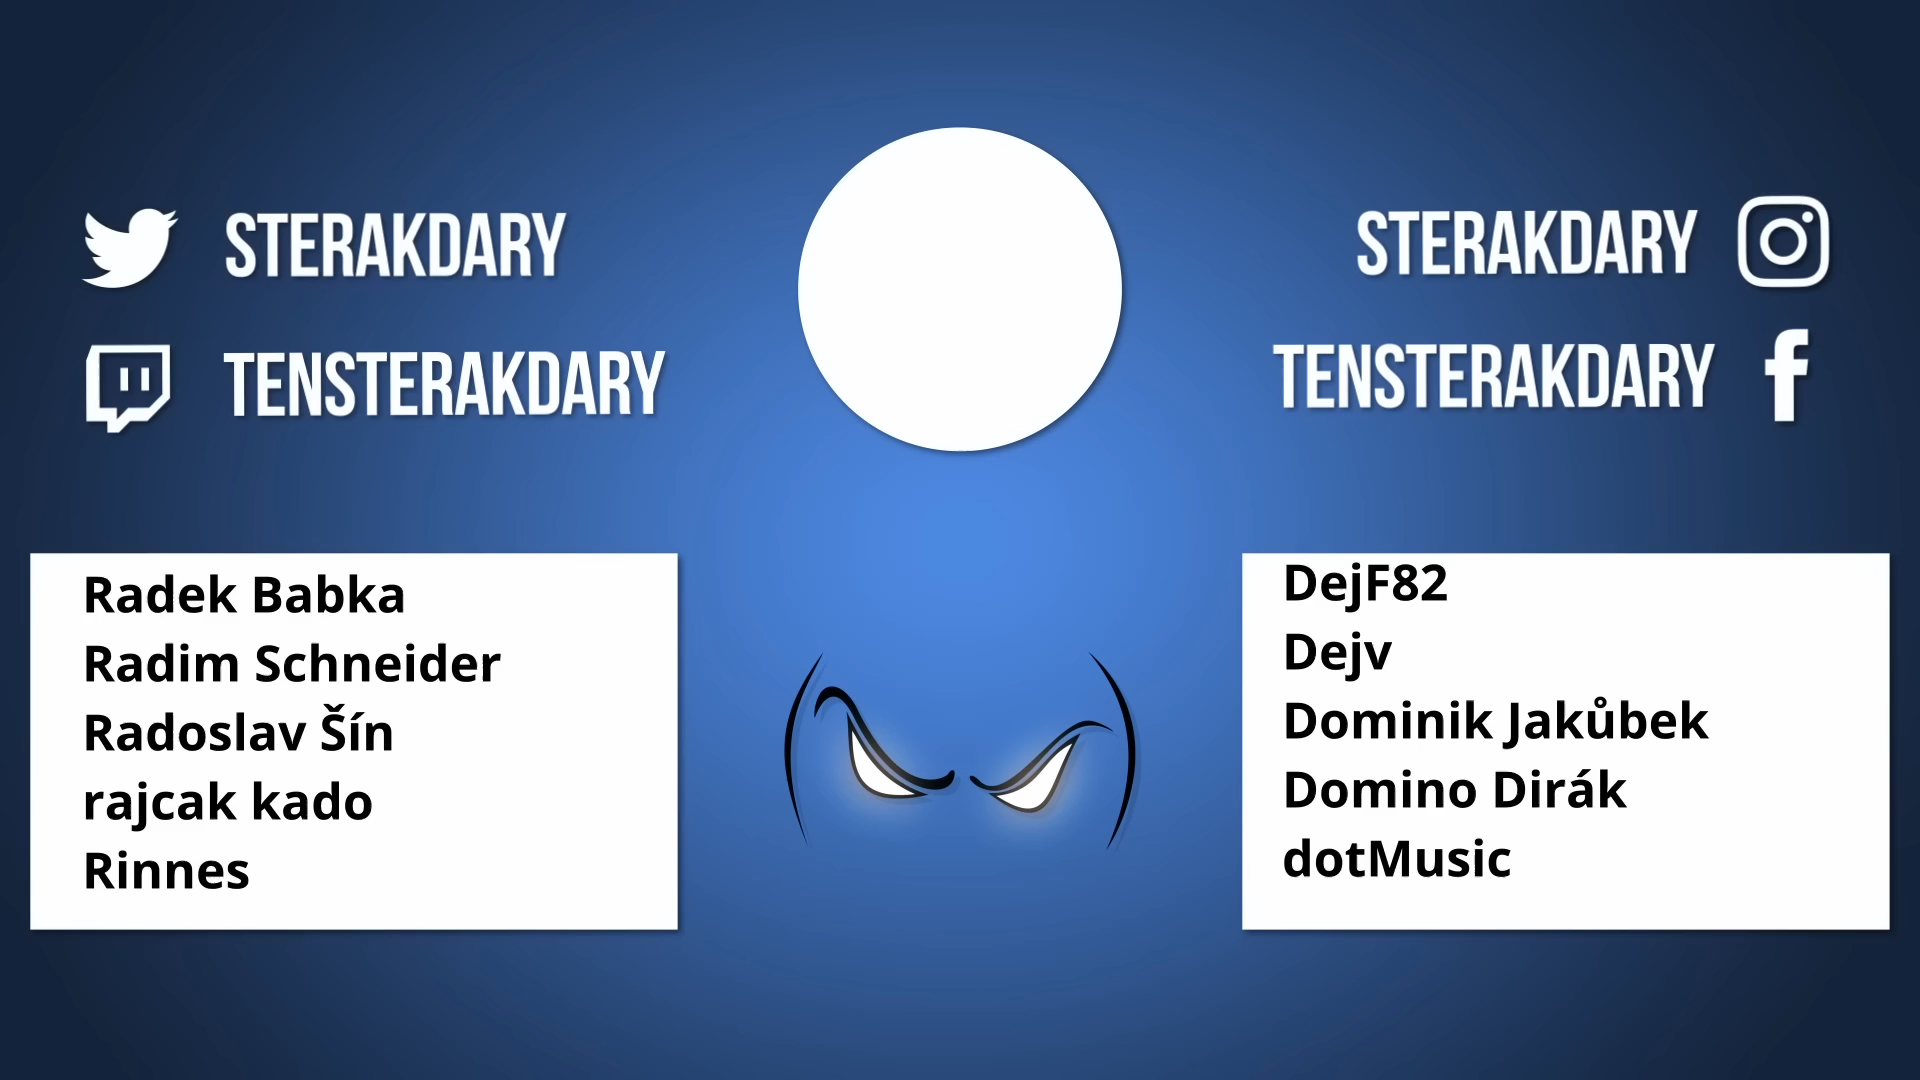 STERAKDARY
TENSTERAKDARY
STERAKDARY
TENSTERAKDARY
Radek Babka
Radim Schneider
Radoslav Šín
rajcak kado
Rinnes
DejF82
Dejv
Dominik Jakůbek
Domino Dirák
dotMusic